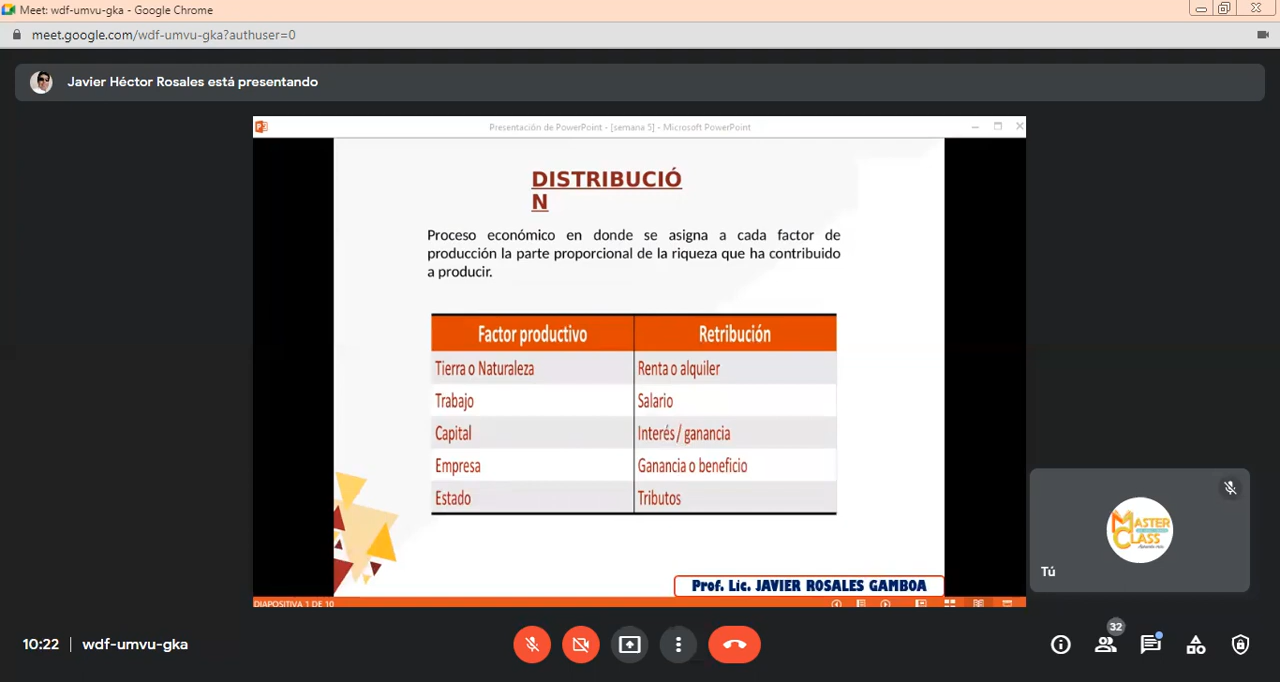 Meet: wdf-umvu-gka - Google Chrome
meet.google.com/wdf-umvu-gka?authuser=0
Javier Héctor Rosales está presentando
Presentación de PowerPoint - [semana 5] - Microsoft PowerPoint
DISTRIBUCIÓ
N
Proceso económico en donde se asigna a cada factor de
producción la parte proporcional de la riqueza que ha contribuido
a producir.
Factor productivo Retribución
Tierra o Naturaleza Renta o alquiler
Trabajo Salario
Capital Interés / ganancia
Empresa Ganancia o beneficio
Estado Tributos
MASTER
CLASS
Tú
Prof. Lic. JAVIER ROSALES GAMBOA
DIAPOSITIVA 1 DE 10
10:22 | wdf-umvu-gka
32